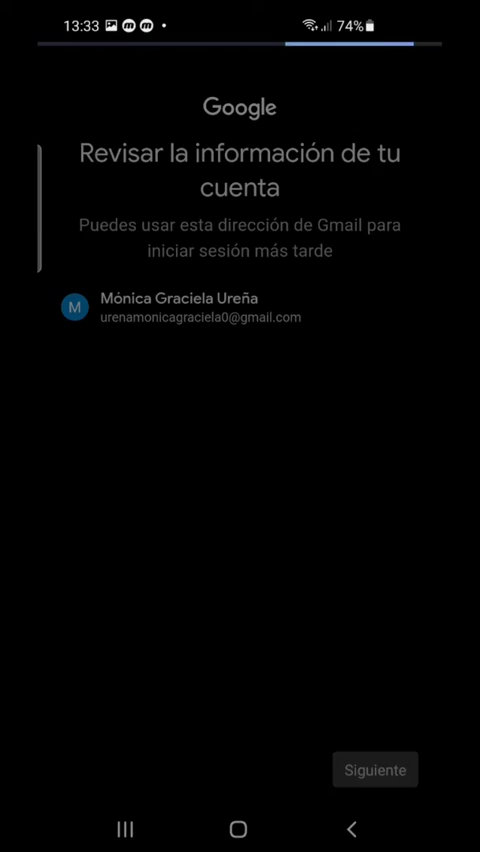 13:33 74%
Google
Revisar la información de tu
cuenta
Puedes usar esta dirección de Gmail para
iniciar sesión más tarde
M
Mónica Graciela Ureña
urenamonicagraciela0@gmail.com
Siguiente